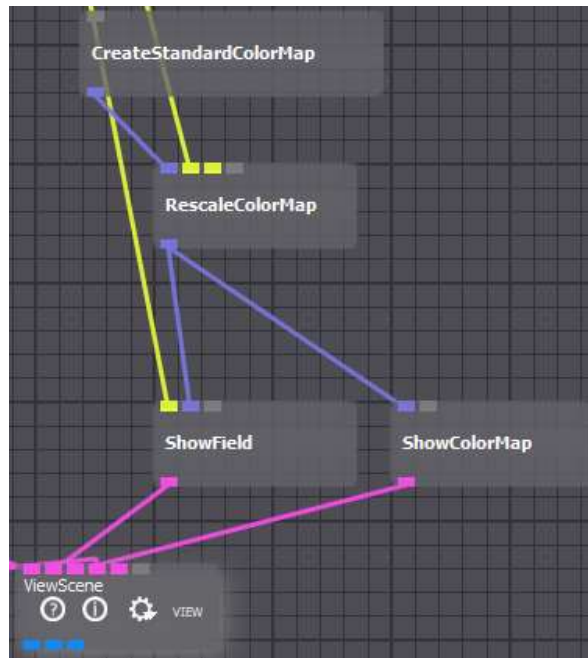 CreateStandardColorMap
RescaleColorMap
ShowField
ShowColorMap
ViewScene
? i VIEW